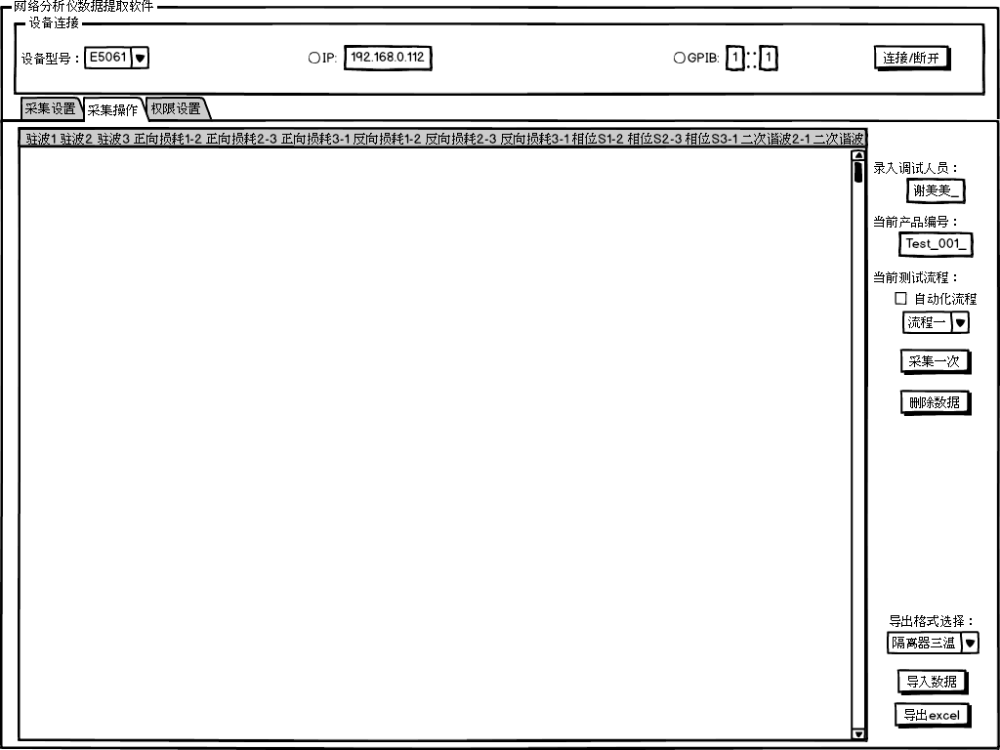 网络分析仪数据提取软件
设备连接
设备型号： E5061 IP: 192.168.0.112 GPIB: 1 :: 1 连接/断开
采集设置 采集操作 权限设置
驻波1 驻波2 驻波3 正向损耗1-2 正向损耗2-3 正向损耗3-1 反向损耗1-2 反向损耗2-3 反向损耗3-1 相位S1-2 相位S2-3 相位S3-1 二次谐波2-1 二次谐波
录入调试人员：
谢美美_
当前产品编号：
Test_001_
当前测试流程：
自动化流程
流程一
采集一次
删除数据
导出格式选择：
隔离器三温
导入数据
导出excel